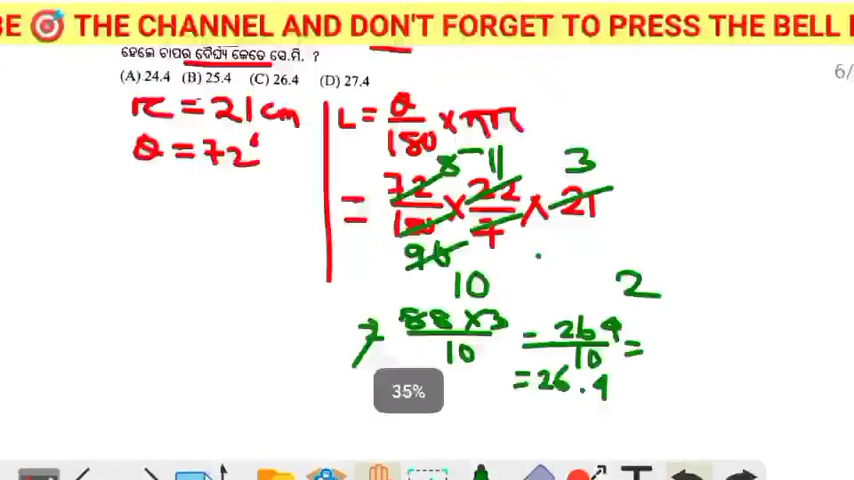 BE 🎯 THE CHANNEL AND DON'T FORGET TO PRESS THE BELL
ହେଲେ ଚାପର ଦୈର୍ଘ୍ୟ କେତେ ସେ.ମି. ?
6/
(A) 24.4 (B) 25.4 (C) 26.4 (D) 27.4
r = 21 cm
θ = 72°
L = θ/180 × πr
= 72/180 × 22/7 × 21
8 11 3
90
10 2
88 × 3/10 = 264/10 =
= 26.4
35%